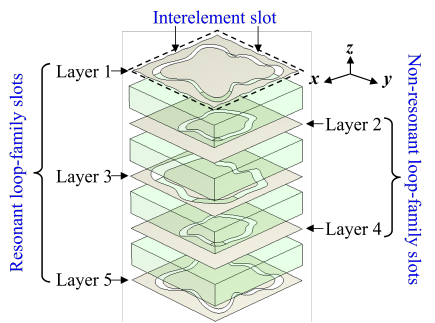 Interelement slot
z
x
y
Layer 1
Layer 2
Layer 3
Layer 4
Layer 5
Resonant loop-family slots
Non-resonant loop-family slots